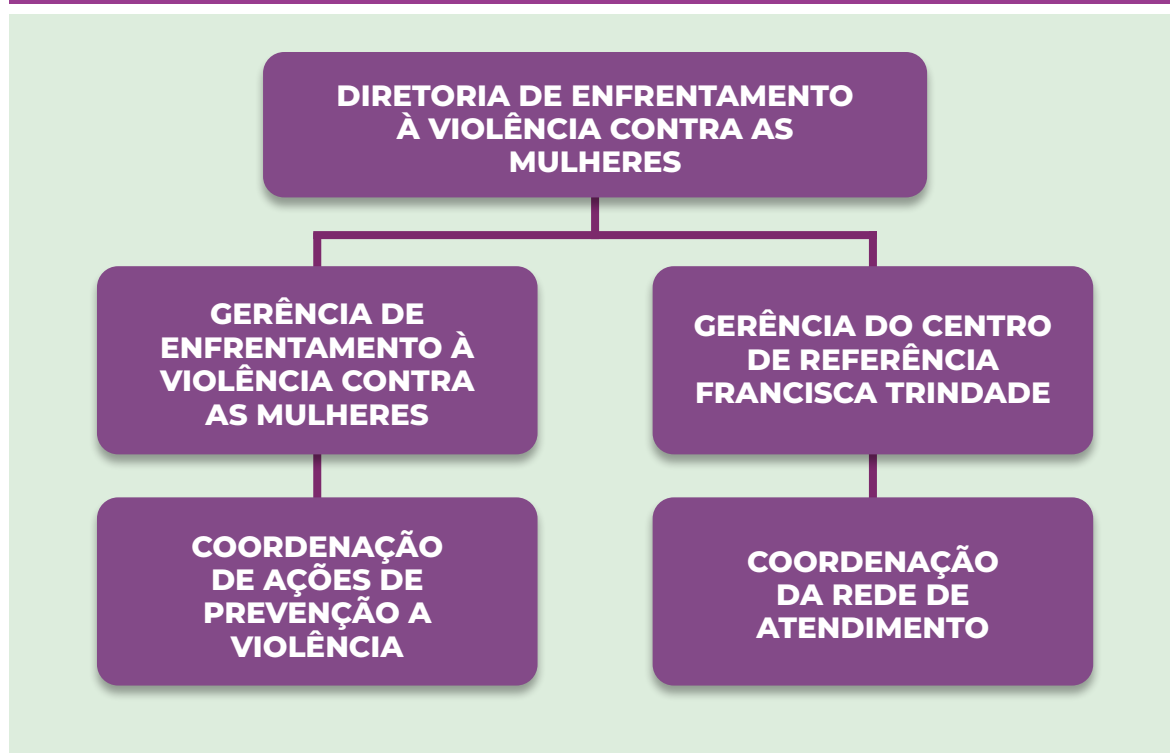 DIRETORIA DE ENFRENTAMENTO
À VIOLÊNCIA CONTRA AS
MULHERES
GERÊNCIA DE
ENFRENTAMENTO À
VIOLÊNCIA CONTRA
AS MULHERES
GERÊNCIA DO CENTRO
DE REFERÊNCIA
FRANCISCA TRINDADE
COORDENAÇÃO
DE AÇÕES DE
PREVENÇÃO A
VIOLÊNCIA
COORDENAÇÃO
DA REDE DE
ATENDIMENTO